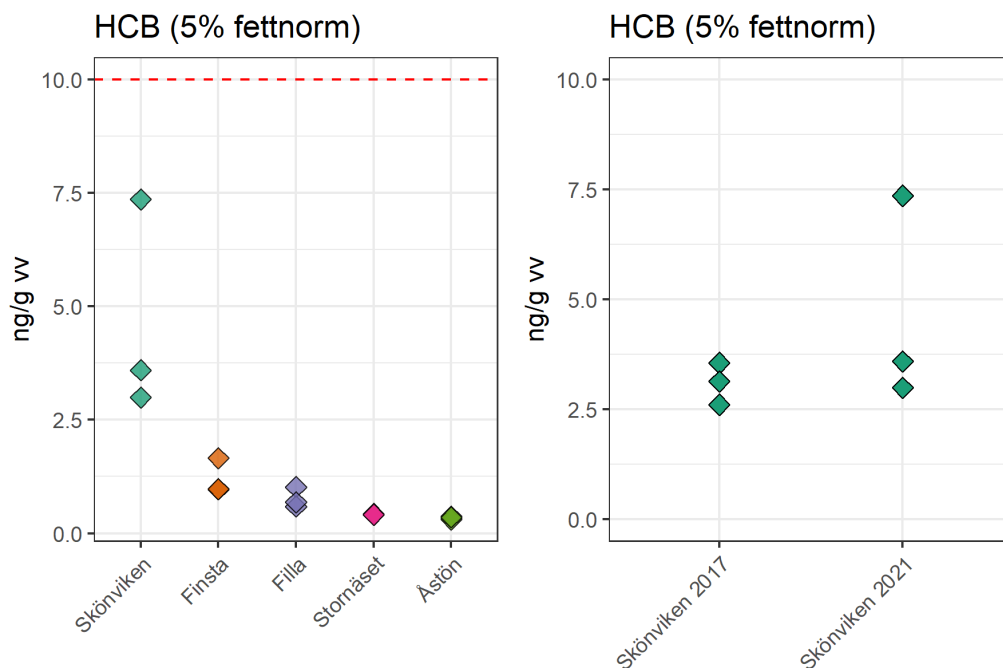 HCB (5% fettnorm)
ng/g vv
10.0
7.5
5.0
2.5
0.0
Skönviken
Finsta
Filla
Stornäset
Åstön
HCB (5% fettnorm)
ng/g vv
10.0
7.5
5.0
2.5
0.0
Skönviken 2017
Skönviken 2021